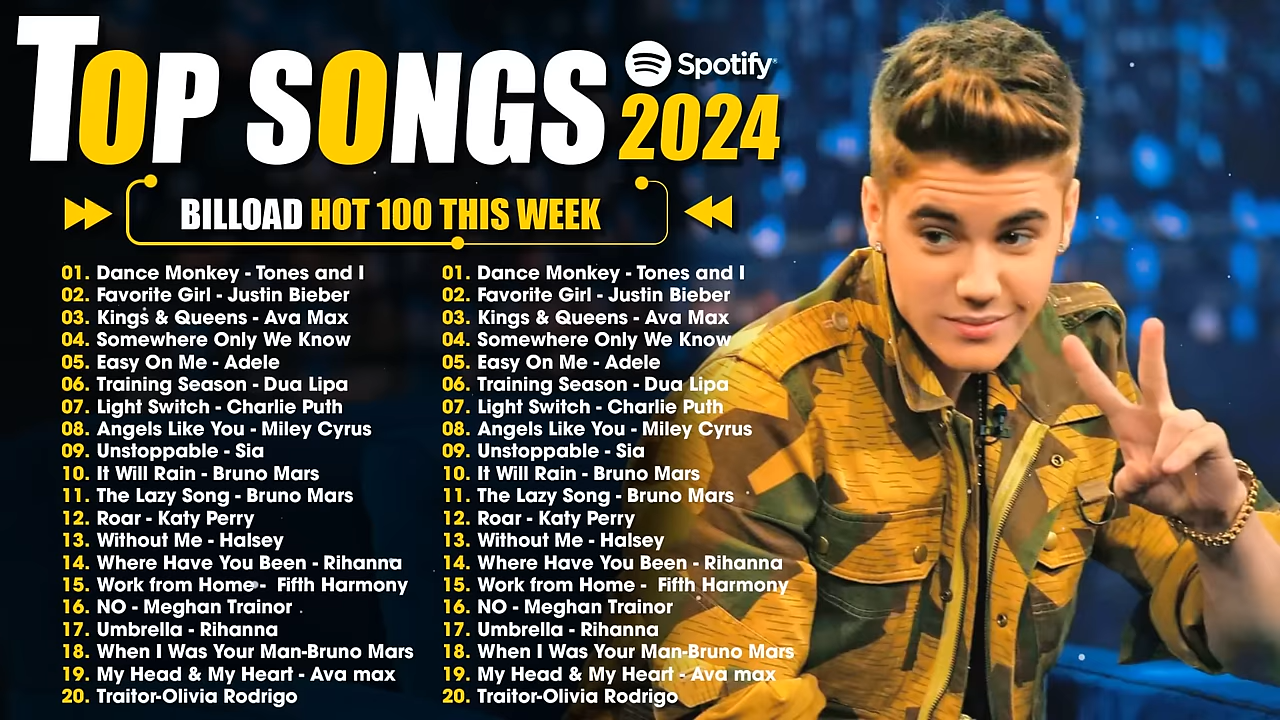 TOP SONGS
Spotify
2024
BILLOAD HOT 100 THIS WEEK
01. Dance Monkey - Tones and I
02. Favorite Girl - Justin Bieber
03. Kings & Queens - Ava Max
04. Somewhere Only We Know
05. Easy On Me - Adele
06. Training Season - Dua Lipa
07. Light Switch - Charlie Puth
08. Angels Like You - Miley Cyrus
09. Unstoppable - Sia
10. It Will Rain - Bruno Mars
11. The Lazy Song - Bruno Mars
12. Roar - Katy Perry
13. Without Me - Halsey
14. Where Have You Been - Rihanna
15. Work from Home - Fifth Harmony
16. NO - Meghan Trainor
17. Umbrella - Rihanna
18. When I Was Your Man-Bruno Mars
19. My Head & My Heart - Ava max
20. Traitor-Olivia Rodrigo
01. Dance Monkey - Tones and I
02. Favorite Girl - Justin Bieber
03. Kings & Queens - Ava Max
04. Somewhere Only We Know
05. Easy On Me - Adele
06. Training Season - Dua Lipa
07. Light Switch - Charlie Puth
08. Angels Like You - Miley Cyrus
09. Unstoppable - Sia
10. It Will Rain - Bruno Mars
11. The Lazy Song - Bruno Mars
12. Roar - Katy Perry
13. Without Me - Halsey
14. Where Have You Been - Rihanna
15. Work from Home - Fifth Harmony
16. NO - Meghan Trainor
17. Umbrella - Rihanna
18. When I Was Your Man-Bruno Mars
19. My Head & My Heart - Ava max
20. Traitor-Olivia Rodrigo